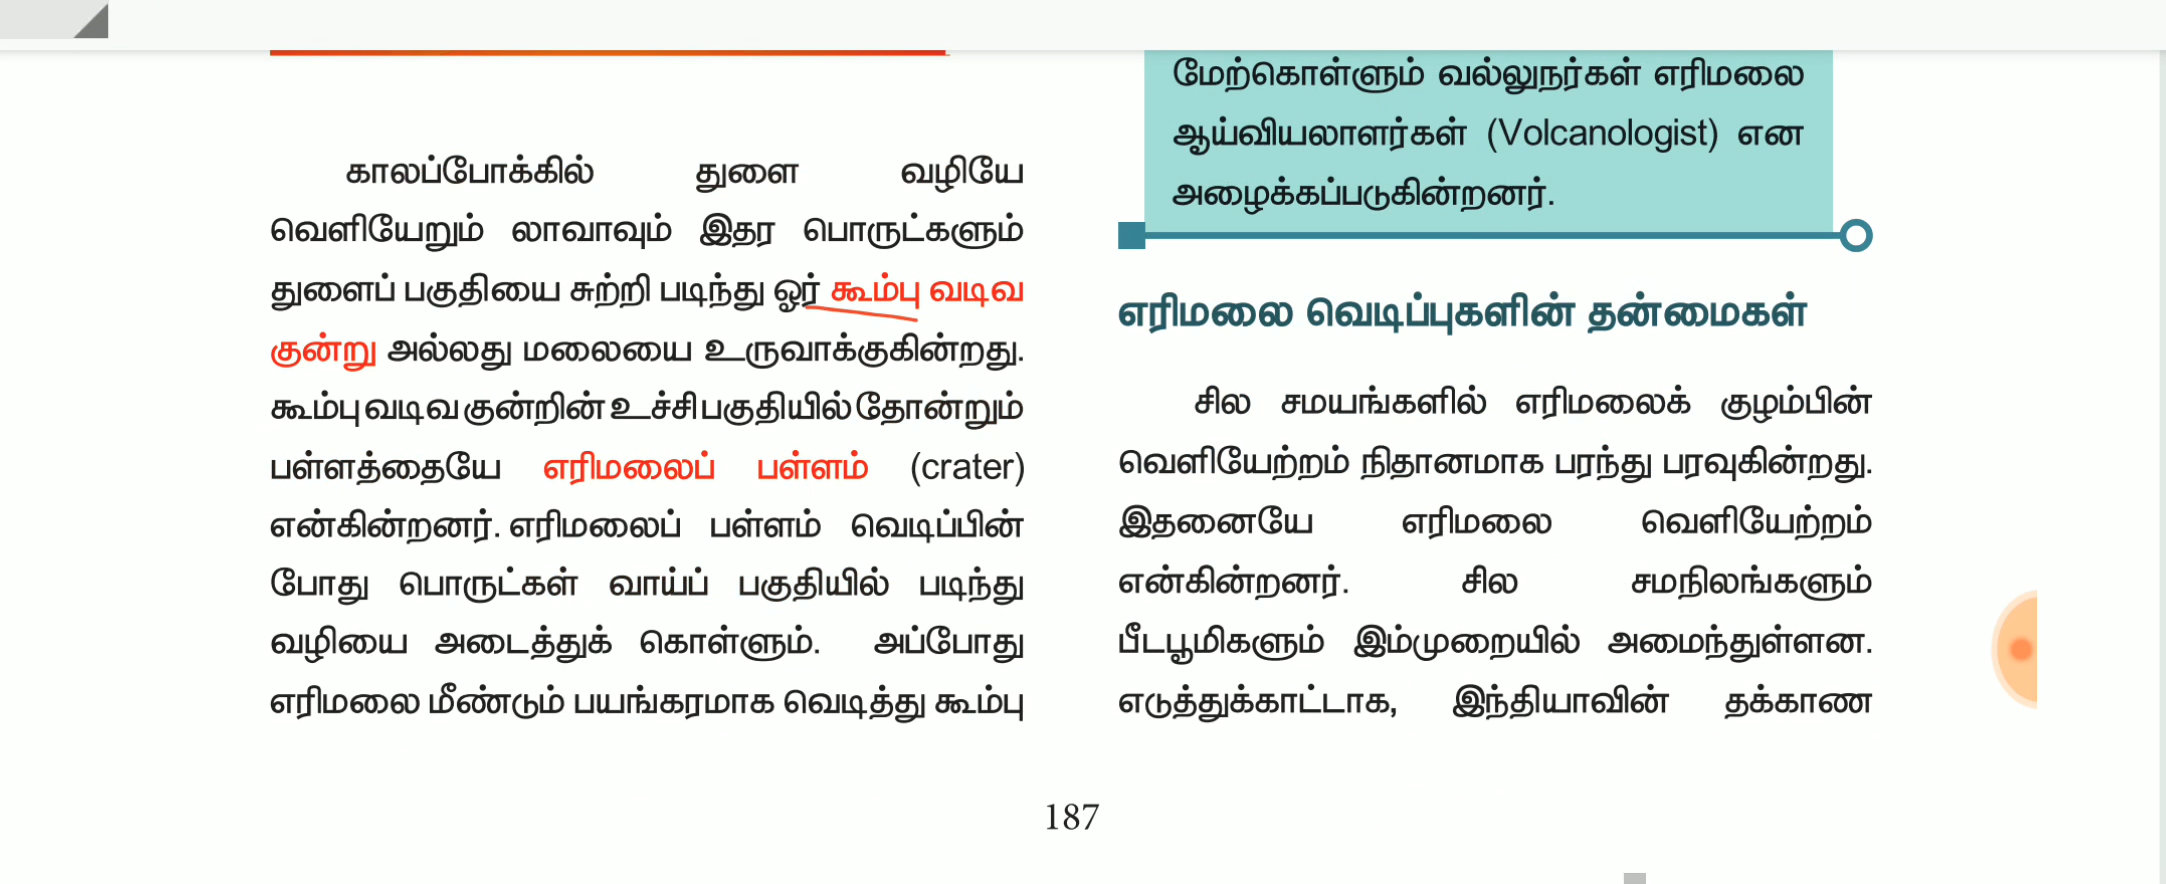 காலப்போக்கில் துளை வழியே
வெளியேறும் லாவாவும் இதர பொருட்களும்
துளைப் பகுதியை சுற்றி படிந்து ஓர் கூம்பு வடிவ
குன்று அல்லது மலையை உருவாக்குகின்றது.
கூம்பு வடிவ குன்றின் உச்சி பகுதியில் தோன்றும்
பள்ளத்தையே எரிமலைப் பள்ளம் (crater)
என்கின்றனர். எரிமலைப் பள்ளம் வெடிப்பின்
போது பொருட்கள் வாய்ப் பகுதியில் படிந்து
வழியை அடைத்துக் கொள்ளும். அப்போது
எரிமலை மீண்டும் பயங்கரமாக வெடித்து கூம்பு
மேற்கொள்ளும் வல்லுநர்கள் எரிமலை
ஆய்வியலாளர்கள் (Volcanologist) என
அழைக்கப்படுகின்றனர்.
எரிமலை வெடிப்புகளின் தன்மைகள்
சில சமயங்களில் எரிமலைக் குழம்பின்
வெளியேற்றம் நிதானமாக பரந்து பரவுகின்றது.
இதனையே எரிமலை வெளியேற்றம்
என்கின்றனர். சில சமநிலங்களும்
பீடபூமிகளும் இம்முறையில் அமைந்துள்ளன.
எடுத்துக்காட்டாக, இந்தியாவின் தக்காண
187